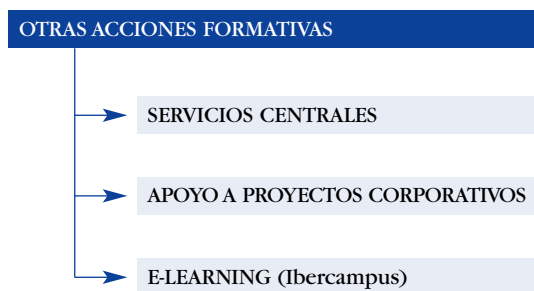 OTRAS ACCIONES FORMATIVAS
SERVICIOS CENTRALES
APOYO A PROYECTOS CORPORATIVOS
E-LEARNING (Ibercampus)